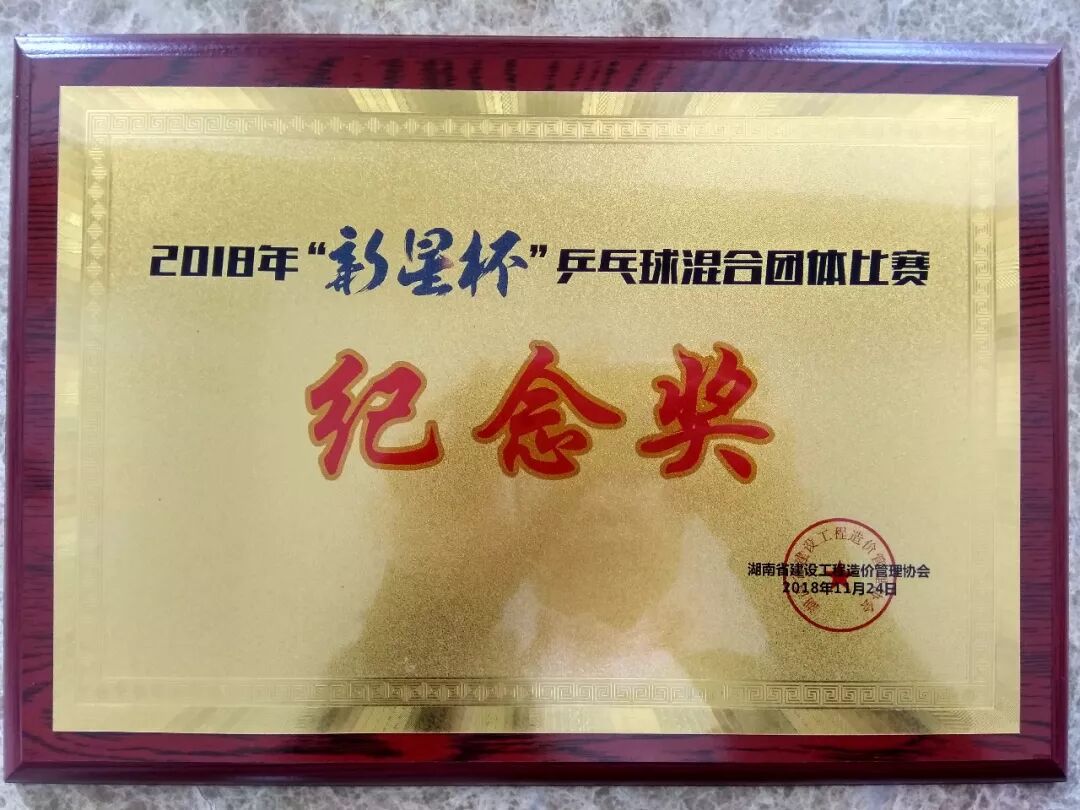 2018年“新星杯”乒乓球混合团体比赛
纪念奖
湖南省建设工程造价管理协会
2018年11月24日